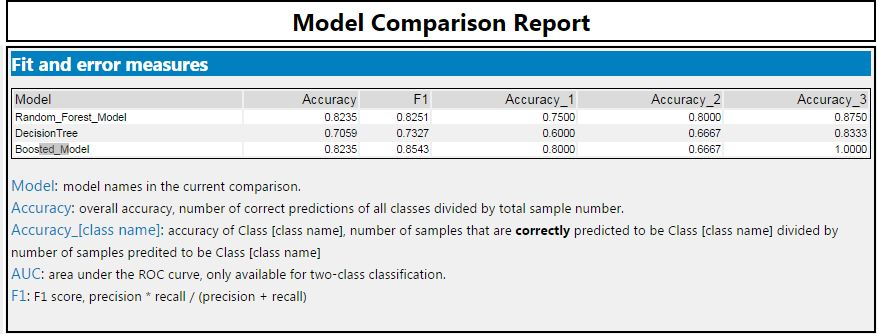 Model Comparison Report
Fit and error measures
Model Accuracy F1 Accuracy_1 Accuracy_2 Accuracy_3
Random_Forest_Model 0.8235 0.8251 0.7500 0.8000 0.8750
DecisionTree 0.7059 0.7327 0.6000 0.6667 0.8333
Boosted_Model 0.8235 0.8543 0.8000 0.6667 1.0000
Model: model names in the current comparison.
Accuracy: overall accuracy, number of correct predictions of all classes divided by total sample number.
Accuracy_[class name]: accuracy of Class [class name], number of samples that are correctly predicted to be Class [class name] divided by
number of samples predited to be Class [class name]
AUC: area under the ROC curve, only available for two-class classification.
F1: F1 score, precision * recall / (precision + recall)